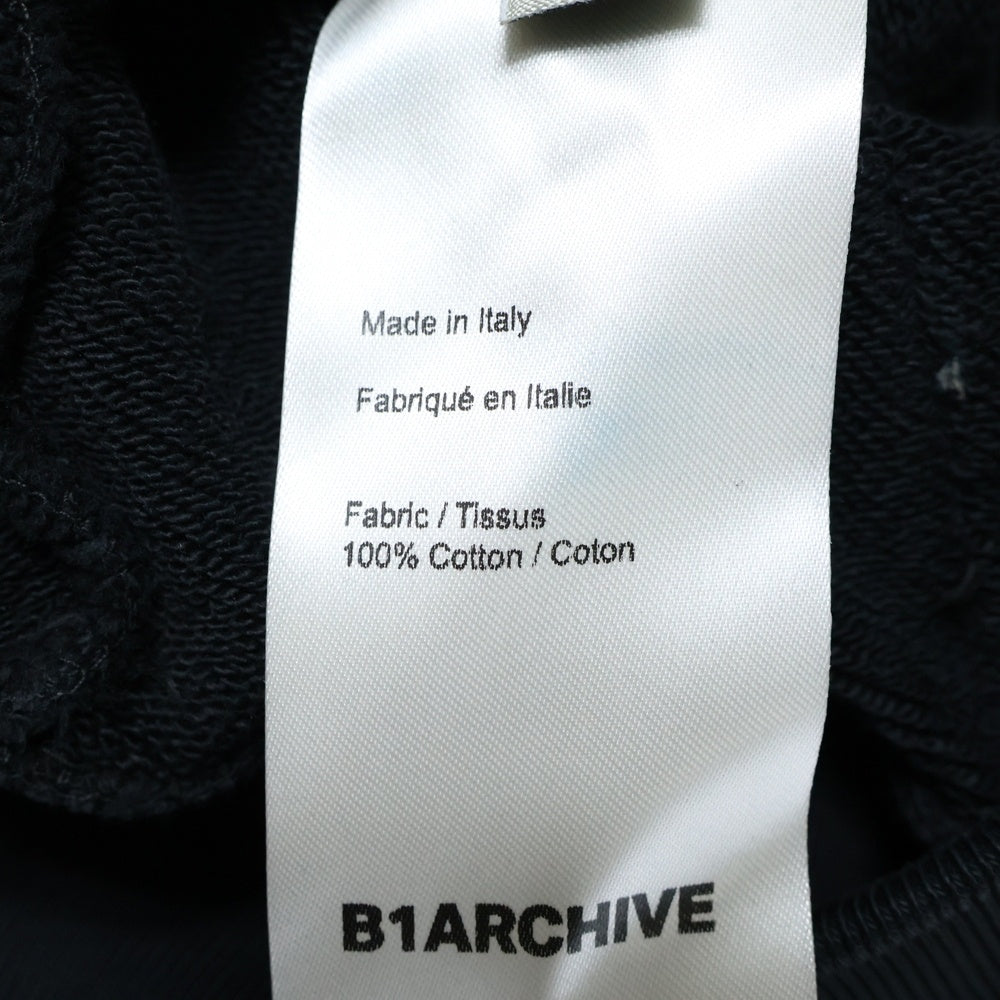 Made in Italy
Fabriqué en Italie
Fabric / Tissus
100% Cotton / Coton
B1ARCHIVE